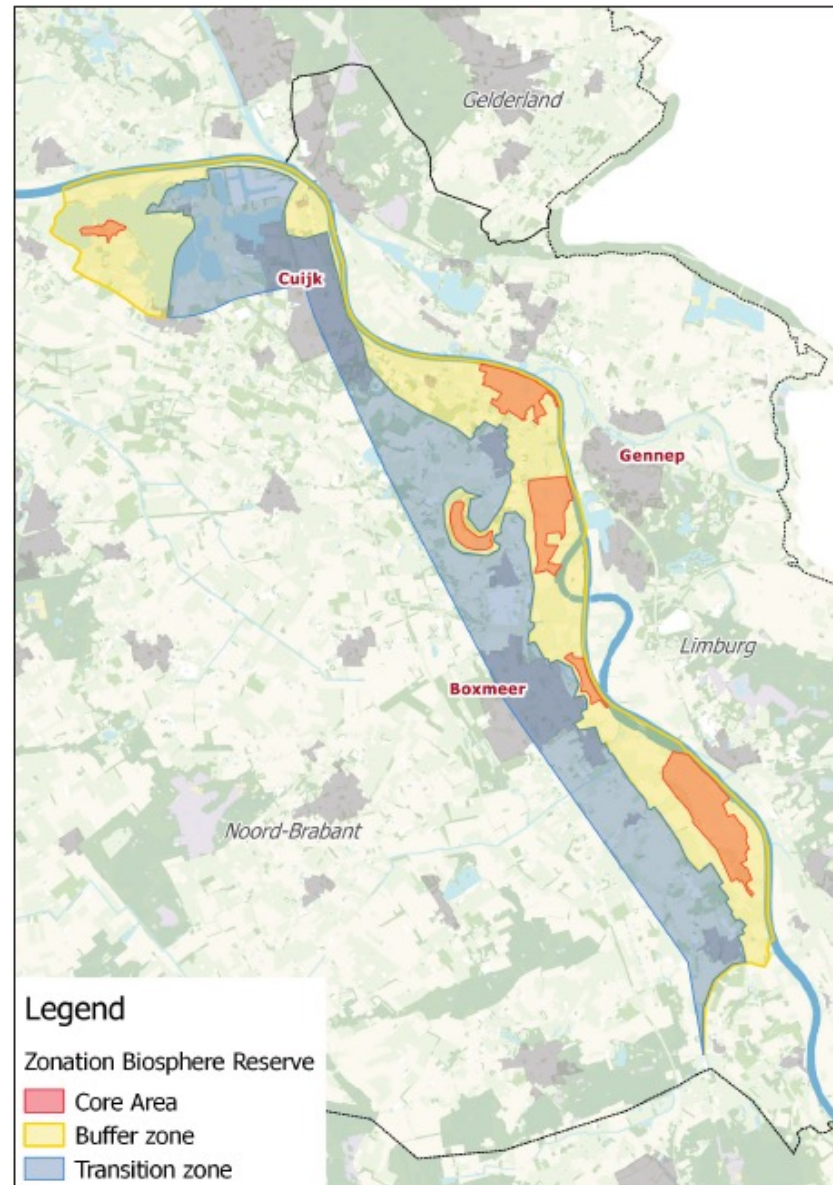 Gelderland
Cuijk
Gennep
Limburg
Boxmeer
Noord-Brabant
Legend
Zonation Biosphere Reserve
Core Area
Buffer zone
Transition zone